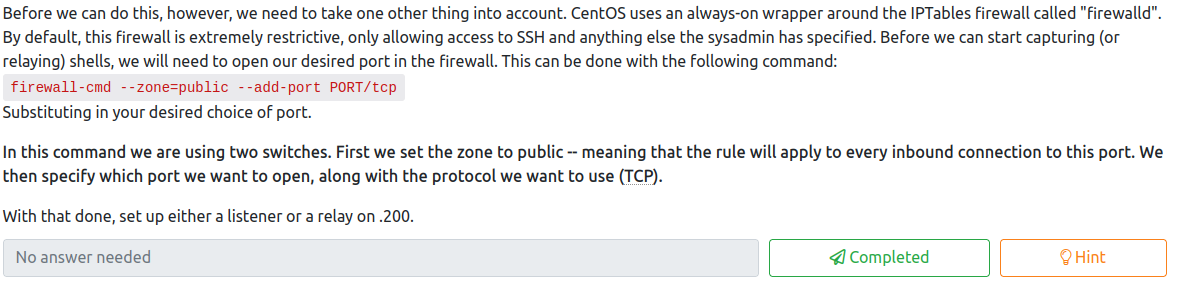 Before we can do this, however, we need to take one other thing into account. CentOS uses an always-on wrapper around the IPTables firewall called "firewalld".
By default, this firewall is extremely restrictive, only allowing access to SSH and anything else the sysadmin has specified. Before we can start capturing (or
relaying) shells, we will need to open our desired port in the firewall. This can be done with the following command:
firewall-cmd --zone=public --add-port PORT/tcp
Substituting in your desired choice of port.
In this command we are using two switches. First we set the zone to public -- meaning that the rule will apply to every inbound connection to this port. We
then specify which port we want to open, along with the protocol we want to use (TCP).
With that done, set up either a listener or a relay on .200.
No answer needed
Completed
Hint